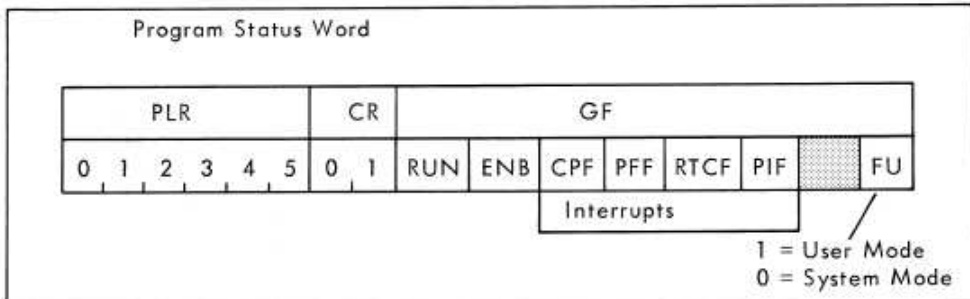 Program Status Word
PLR CR GF
0 1 2 3 4 5 0 1 RUN ENB CPF PFF RTCF PIF FU
Interrupts
1 = User Mode
0 = System Mode